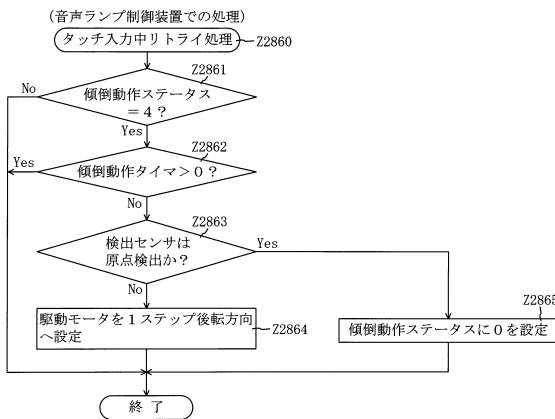 (音声ランプ制御装置での処理)
タッチ入力中リトライ処理
Z2860
Z2861
No
傾倒動作ステータス
=4?
Yes
Z2862
Yes
傾倒動作タイマ>0?
No
Z2863
検出センサは
原点検出か?
Yes
No
Z2865
駆動モータを1ステップ後転方向
へ設定
Z2864
傾倒動作ステータスに0を設定
終 了